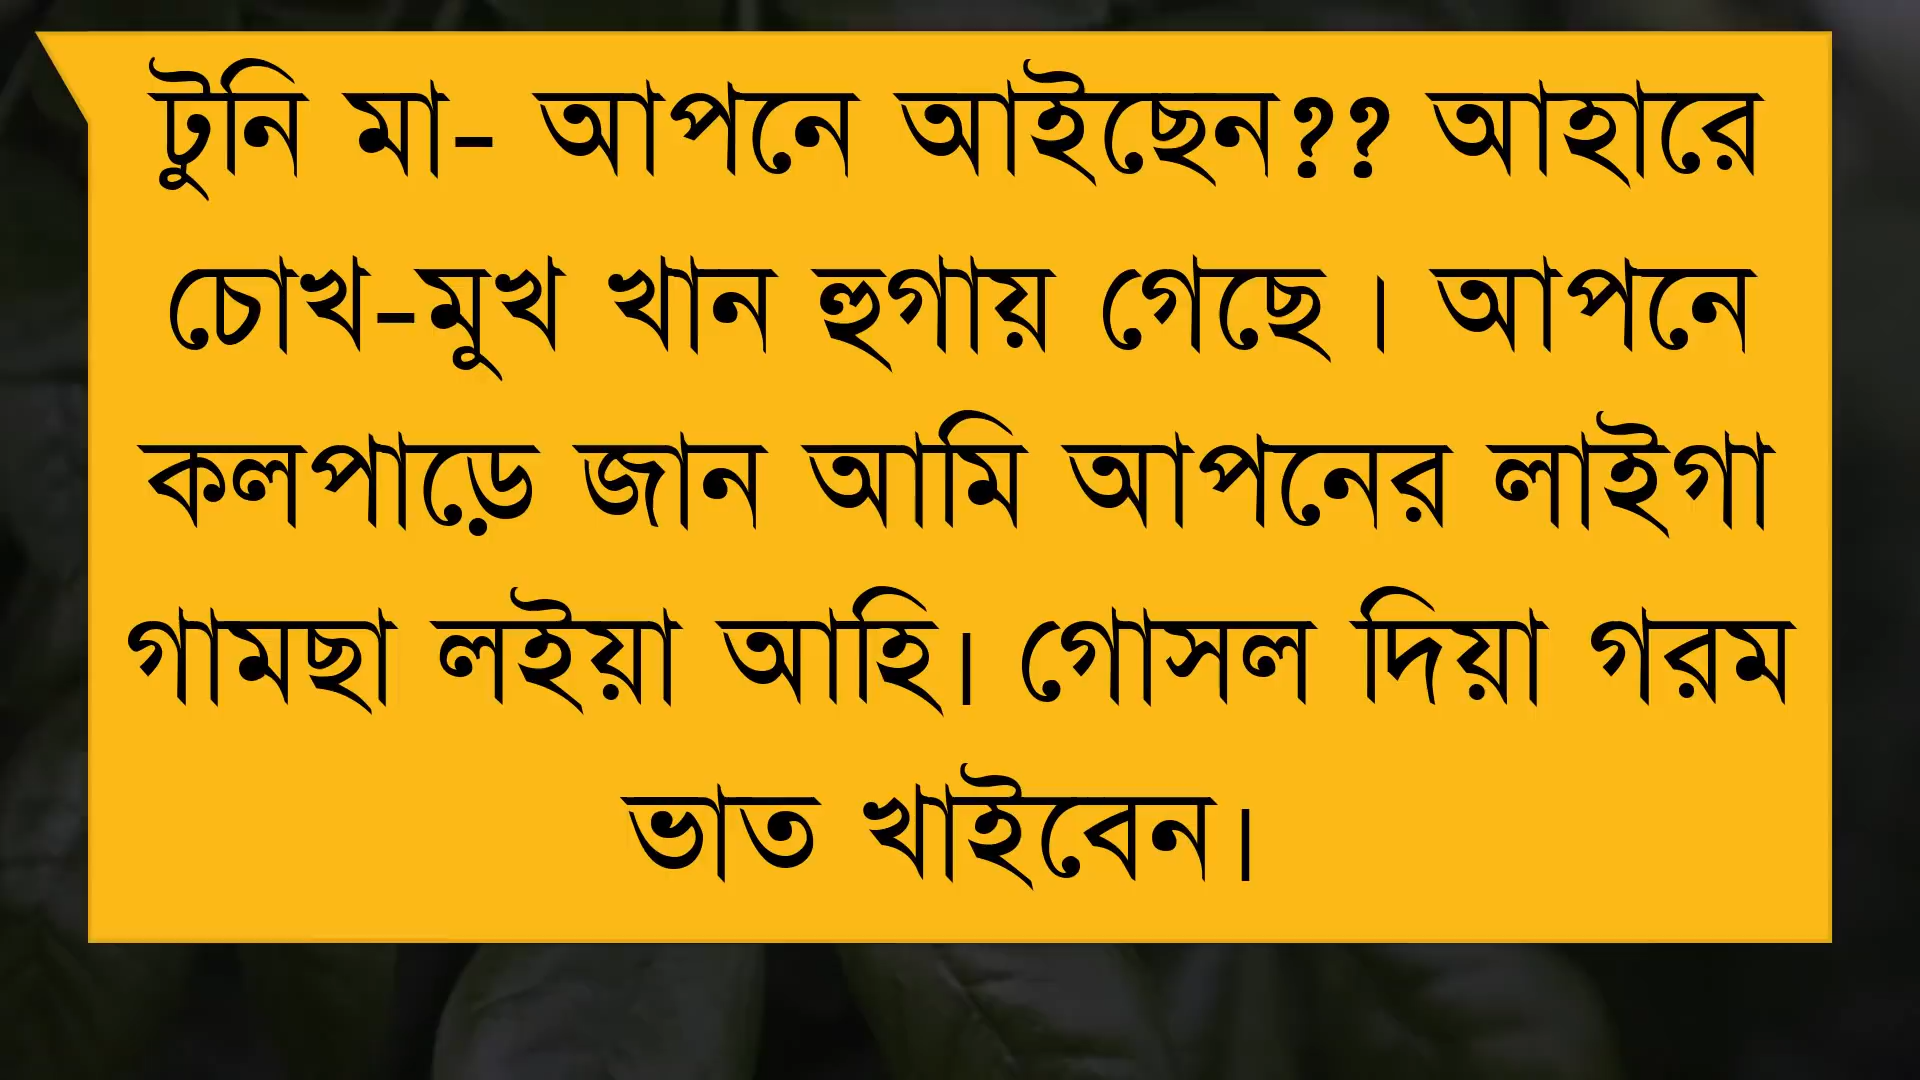 টুনি মা- আপনে আইছেন?? আহারে
চোখ-মুখ খান হুগায় গেছে। আপনে
কলপাড়ে জান আমি আপনের লাইগা
গামছা লইয়া আহি। গোসল দিয়া গরম
ভাত খাইবেন।